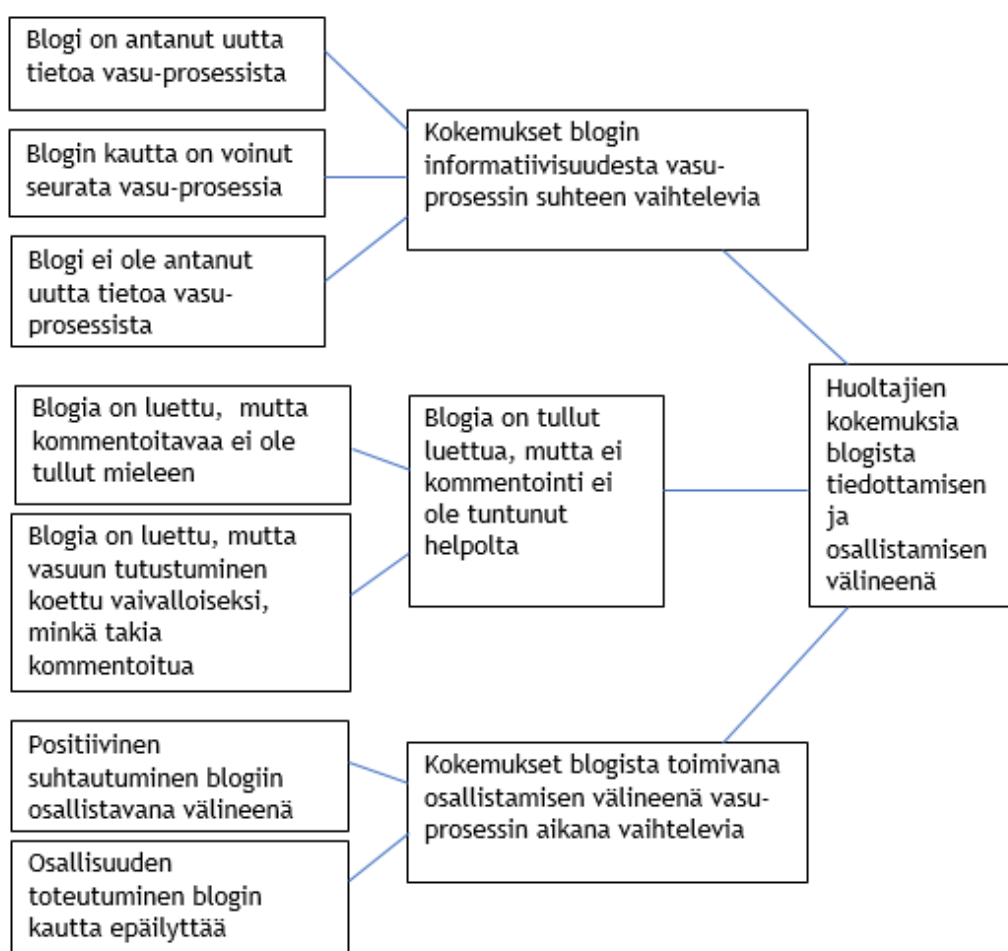 Blogi on antanut uutta
tietoa vasu-prosessista
Blogin kautta on voinut
seurata vasu-prosessia
Blogi ei ole antanut
uutta tietoa vasu-
prosessista
Kokemukset blogin
informatiivisuudesta vasu-
prosessin suhteen vaihtelevia
Blogia on luettu,  mutta
kommentoitavaa ei ole
tullut mieleen
Blogia on luettu, mutta
vasuun tutustuminen
koettu vaivalloiseksi,
minkä takia
kommentoitua
Blogia on tullut
luettua, mutta ei
kommentointi ei
ole tuntunut
helpolta
Huoltajien
kokemuksia
blogista
tiedottamisen
ja
osallistamisen
välineenä
Positiivinen
suhtautuminen blogiin
osallistavana välineenä
Osallisuuden
toteutuminen blogin
kautta epäilyttää
Kokemukset blogista toimivana
osallistamisen välineenä vasu-
prosessin aikana vaihtelevia